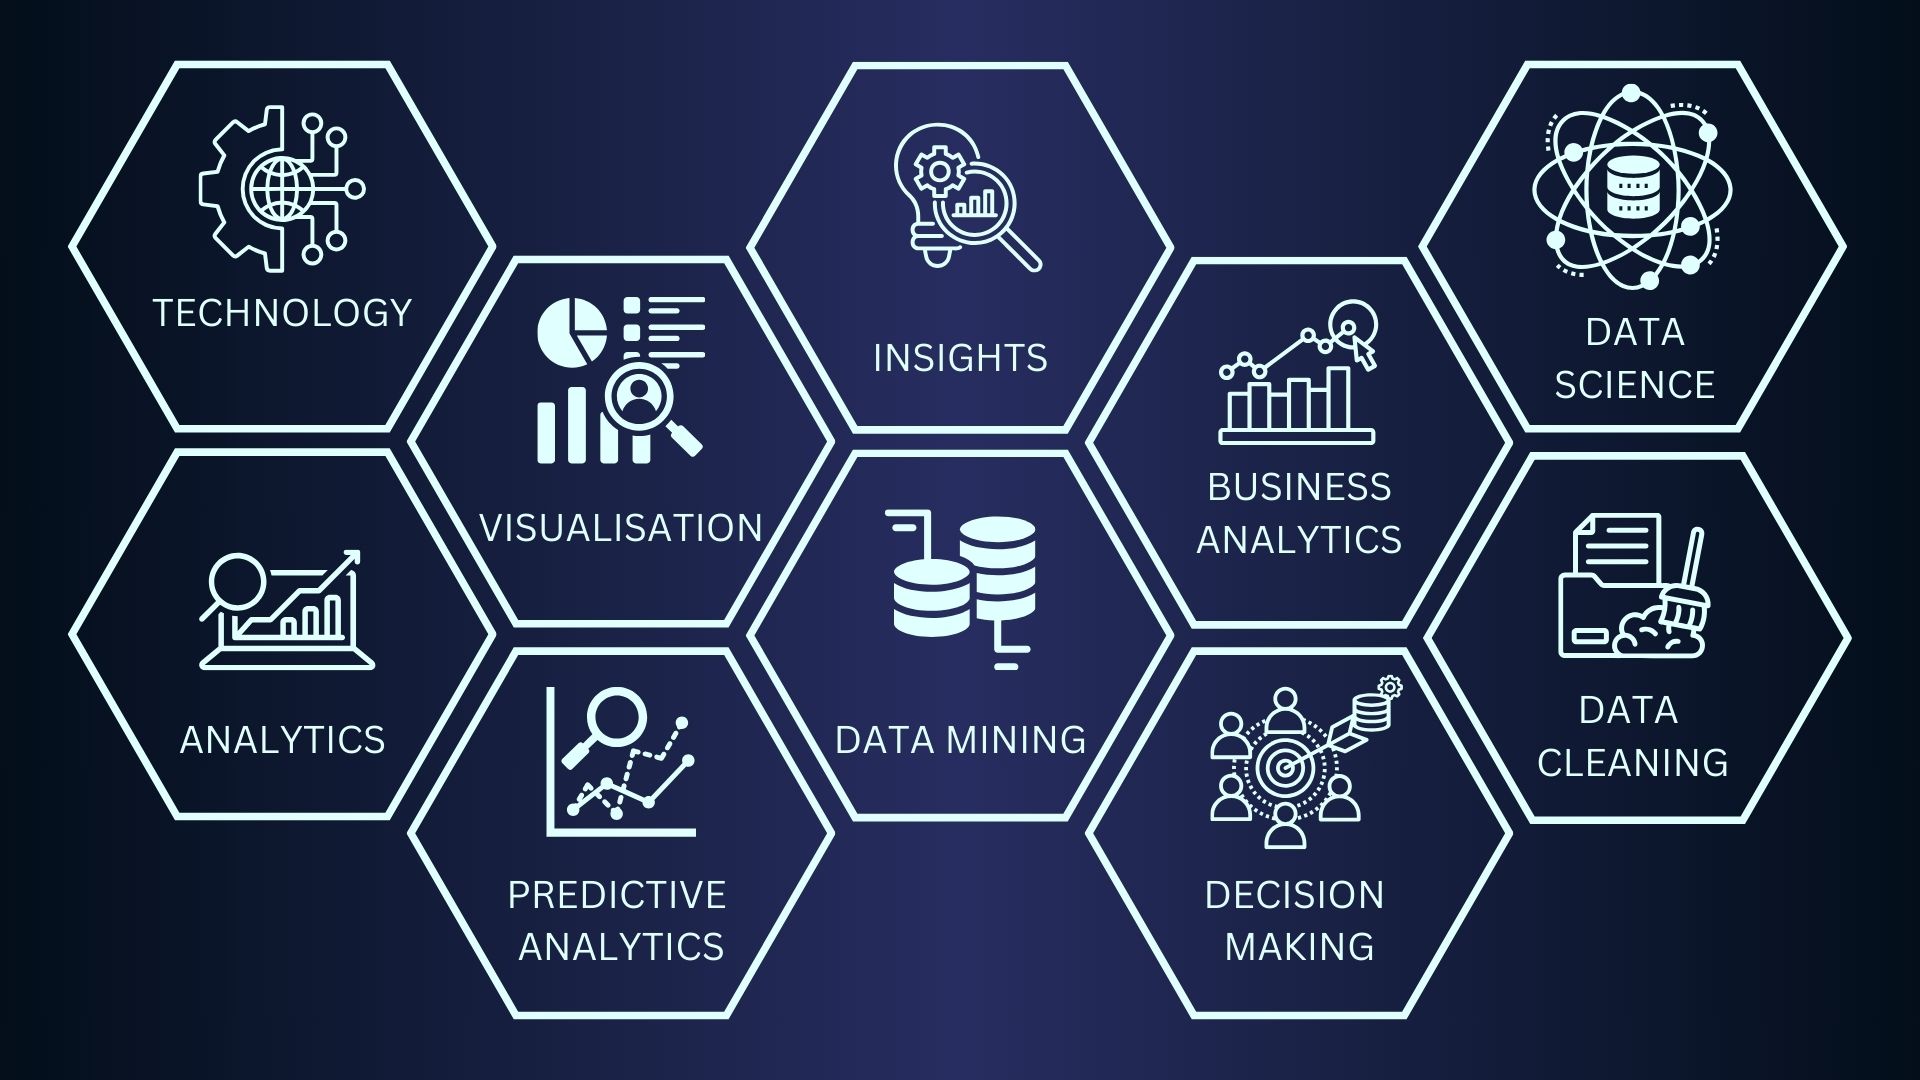 TECHNOLOGY
INSIGHTS
DATA
SCIENCE
VISUALISATION
BUSINESS
ANALYTICS
ANALYTICS
DATA MINING
DATA
CLEANING
PREDICTIVE
ANALYTICS
DECISION
MAKING